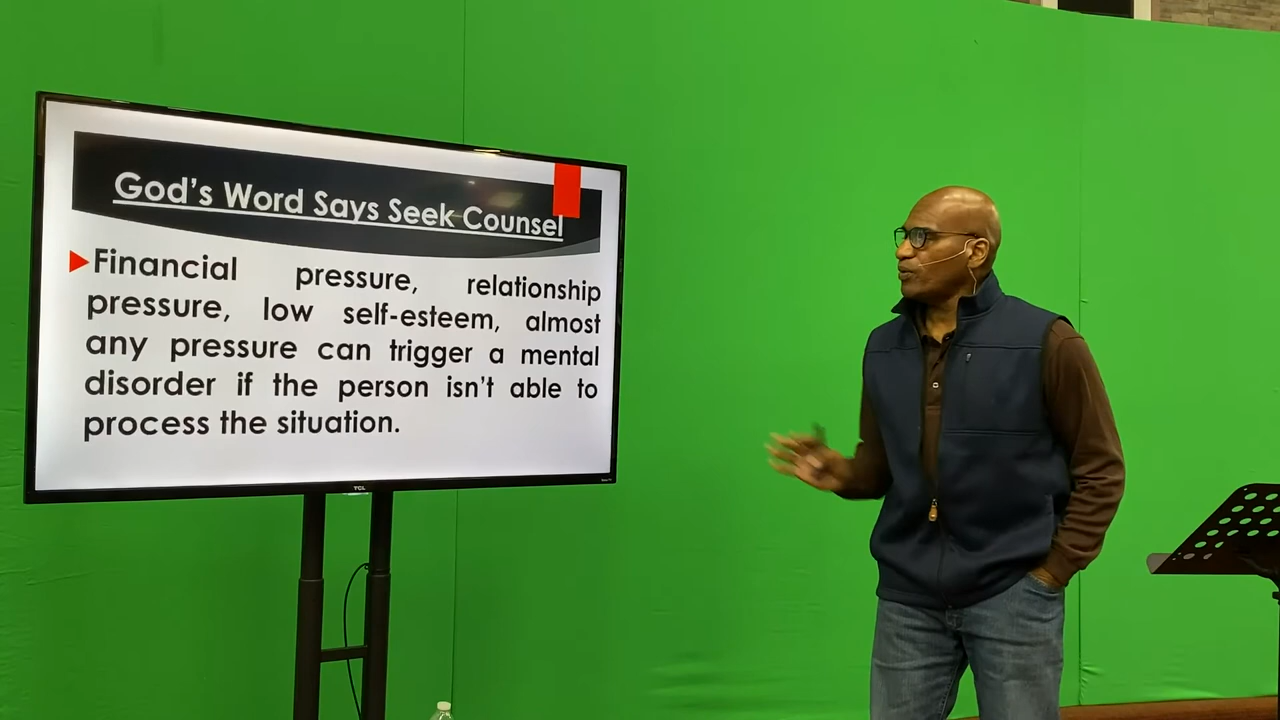 God's Word Says Seek Counsel
Financial pressure, relationship
pressure, low self-esteem, almost
any pressure can trigger a mental
disorder if the person isn't able to
process the situation.
TCL